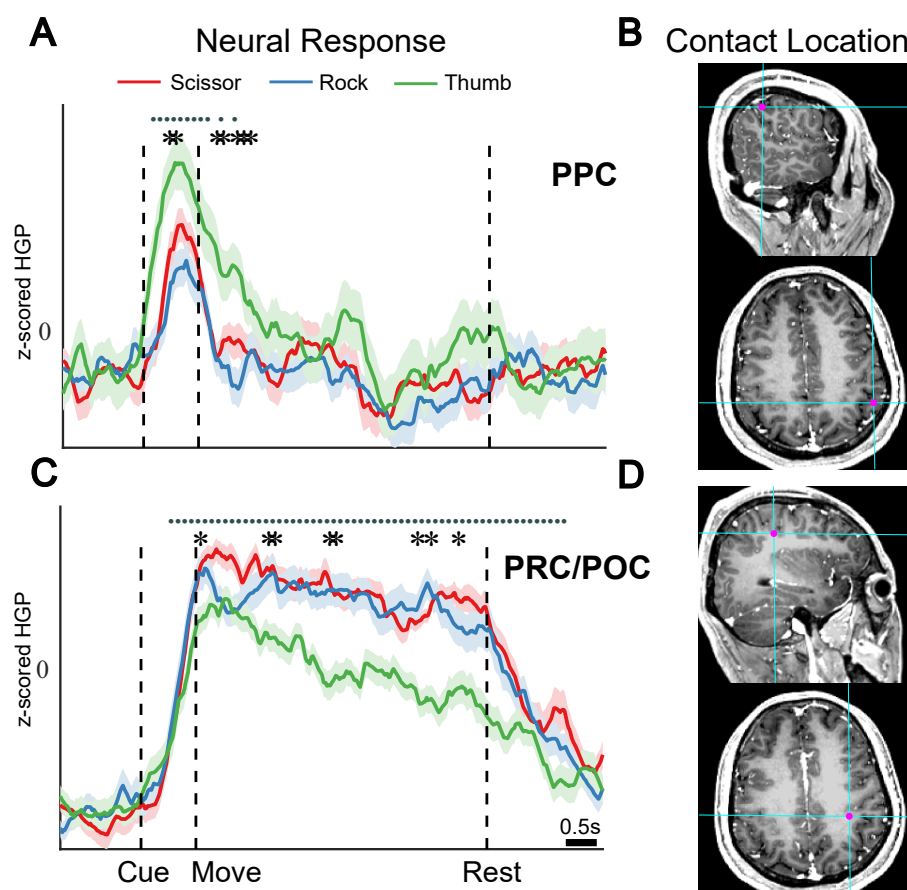 A
Neural Response
Scissor Rock Thumb
PPC
z-scored HGP
0
B
Contact Location
C
PRC/POC
z-scored HGP
0
0.5s
Cue Move Rest
D